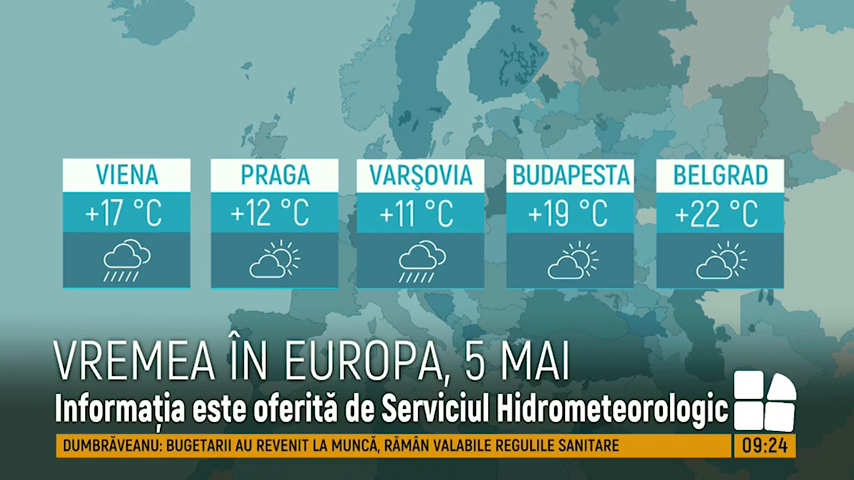 VIENA
+17 °C
PRAGA
+12 °C
VARŞOVIA
+11 °C
BUDAPESTA
+19 °C
BELGRAD
+22 °C
VREMEA ÎN EUROPA, 5 MAI
Informația este oferită de Serviciul Hidrometeorologic
DUMBRĂVEANU: BUGETARII AU REVENIT LA MUNCĂ, RĂMÂN VALABILE REGULILE SANITARE
09:24